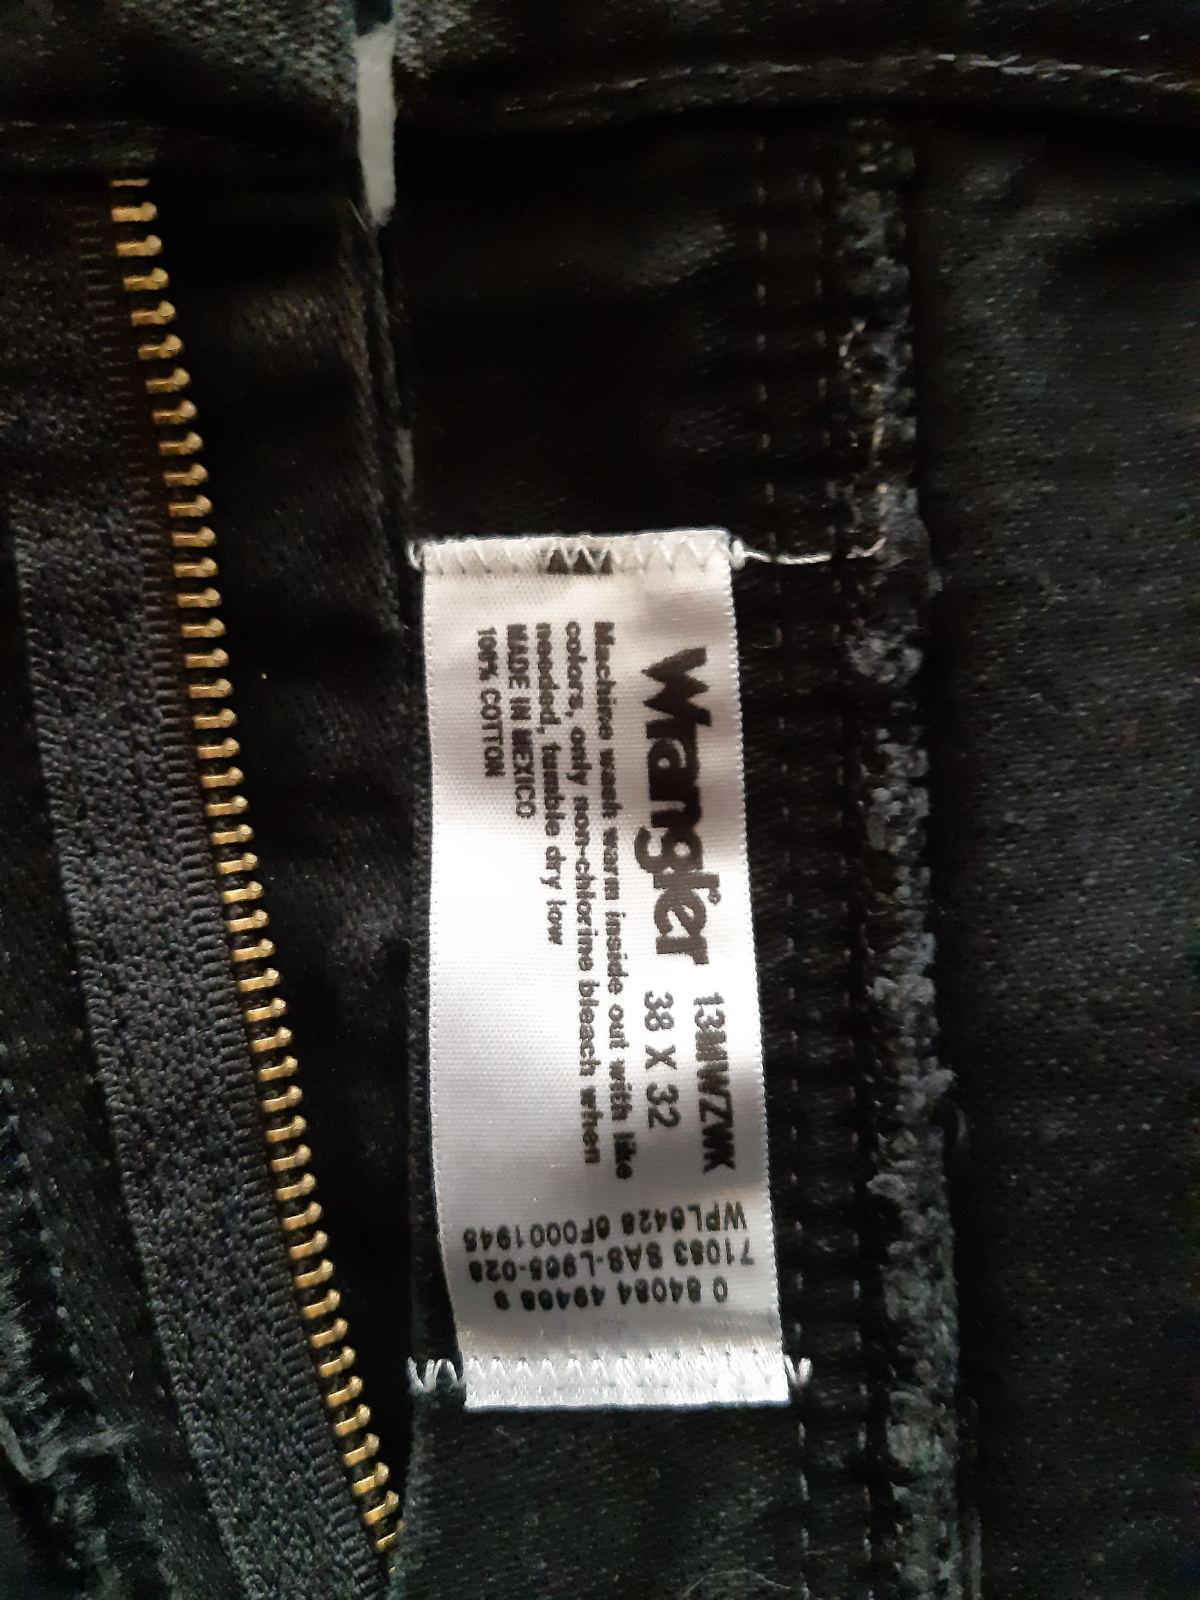 Wrangler® 13MWZWK
38 X 32
Machine wash warm inside out with like
colors, only non-chlorine bleach when
needed, tumble dry low
MADE IN MEXICO
100% COTTON
WPL6428 6F0001945
71083 SAS-L965-028
0 84084 49468 9